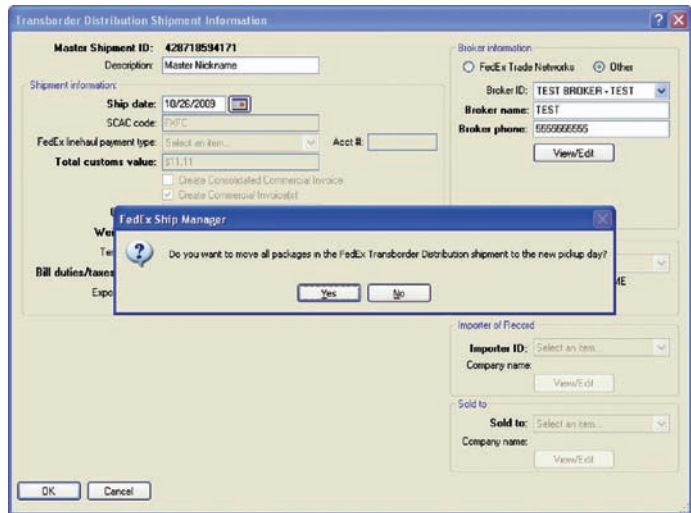 Transborder Distribution Shipment Information
Master Shipment ID: 428718594171
Description: Master Nickname
Shipment information:
Ship date: 10/26/2009
SCAC code: FXFC
FedEx linehaul payment type: Select an item... Acct #:
Total customs value: $11.11
Create Consolidated Commercial Invoice
Create Commercial Invoice(s)
Bill duties/taxes
Broker information
FedEx Trade Networks Other
Broker ID: TEST BROKER - TEST
Broker name: TEST
Broker phone: 5555555555
View/Edit
FedEx Ship Manager
Do you want to move all packages in the FedEx Transborder Distribution shipment to the new pickup day?
Yes No
Importer of Record
Importer ID: Select an item...
Company name:
View/Edit
Sold to
Sold to: Select an item...
Company name:
View/Edit
OK Cancel